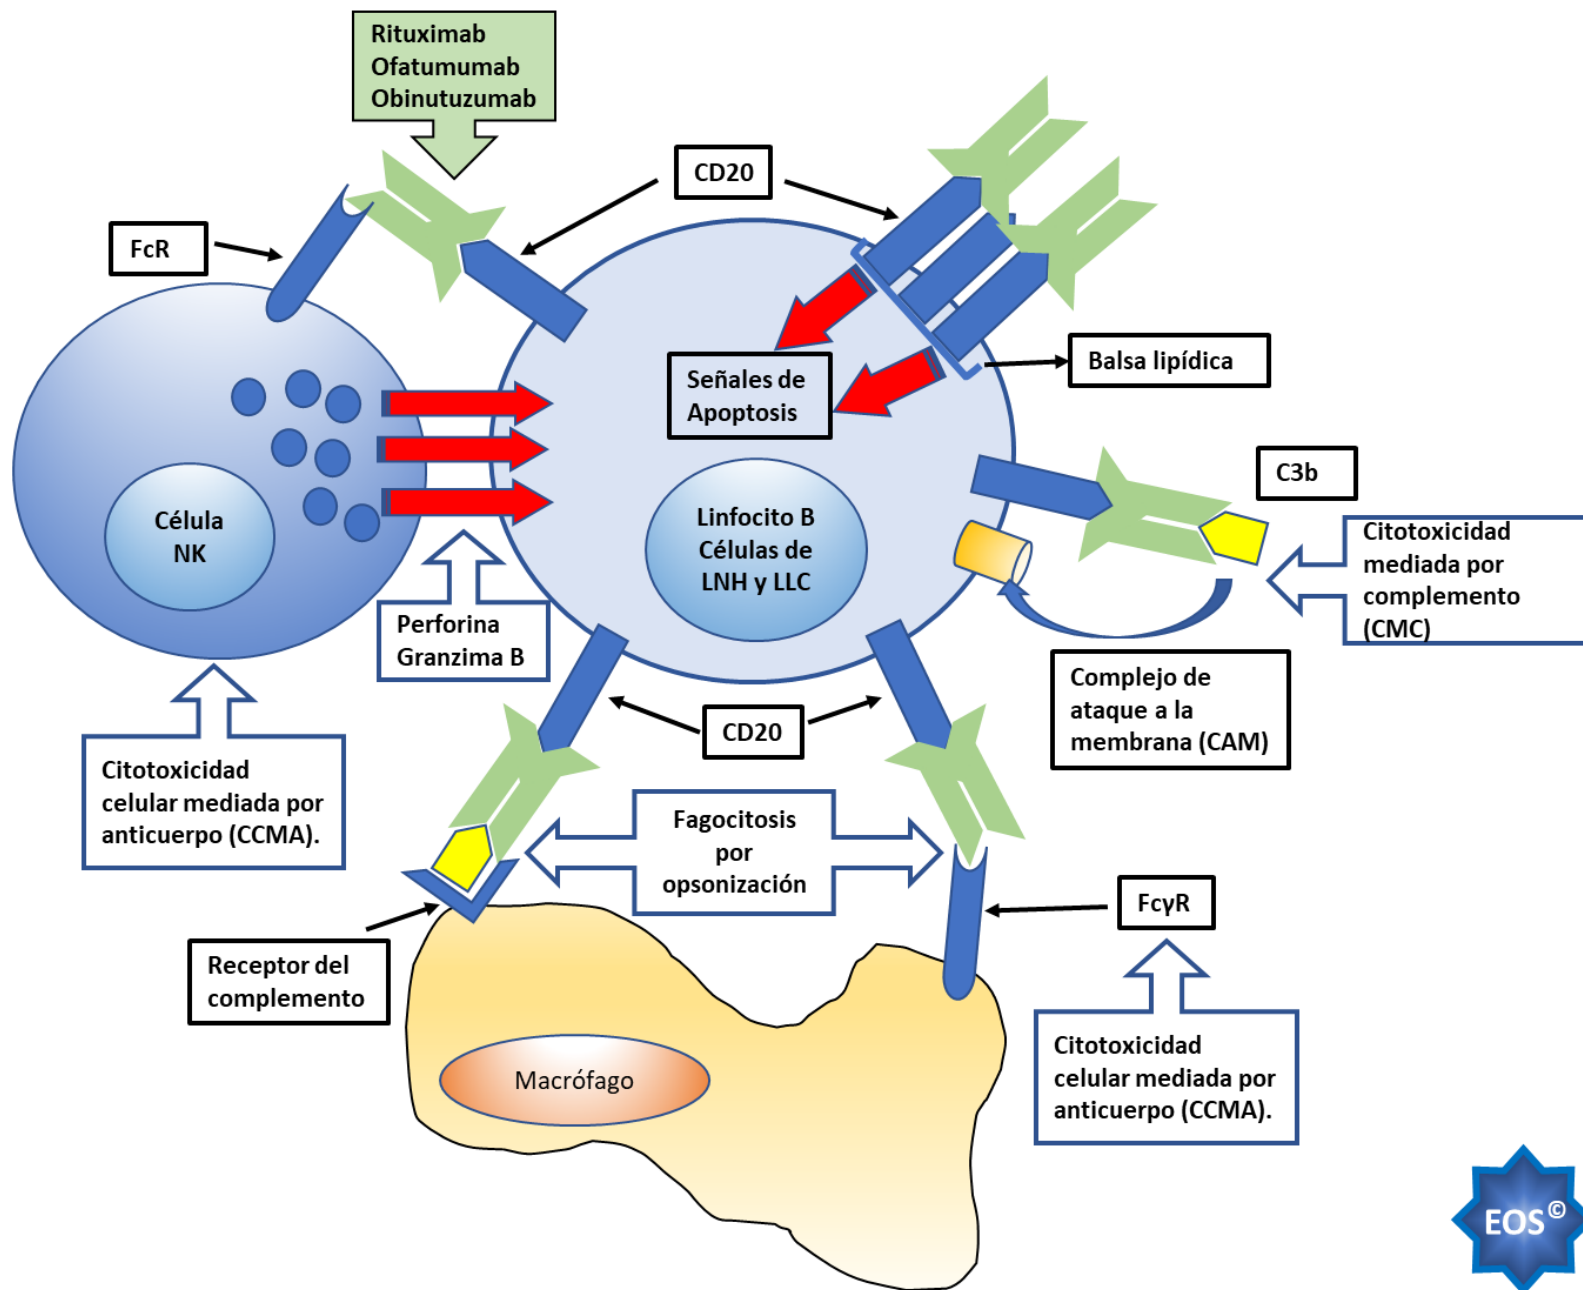 Rituximab
Ofatumumab
Obinutuzumab
CD20
FcR
Balsa lipídica
Señales de
Apoptosis
C3b
Célula
NK
Linfocito B
Células de
LNH y LLC
Citotoxicidad
mediada por
complemento
(CMC)
Perforina
Granzima B
Complejo de
ataque a la
membrana (CAM)
CD20
Citotoxicidad
celular mediada por
anticuerpo (CCMA).
Fagocitosis
por
opsonización
FcγR
Receptor del
complemento
Macrófago
Citotoxicidad
celular mediada por
anticuerpo (CCMA).
EOS©